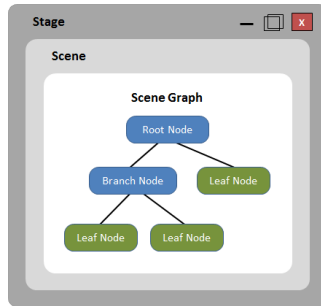 Stage
X
Scene
Scene Graph
Root Node
Branch Node
Leaf Node
Leaf Node
Leaf Node